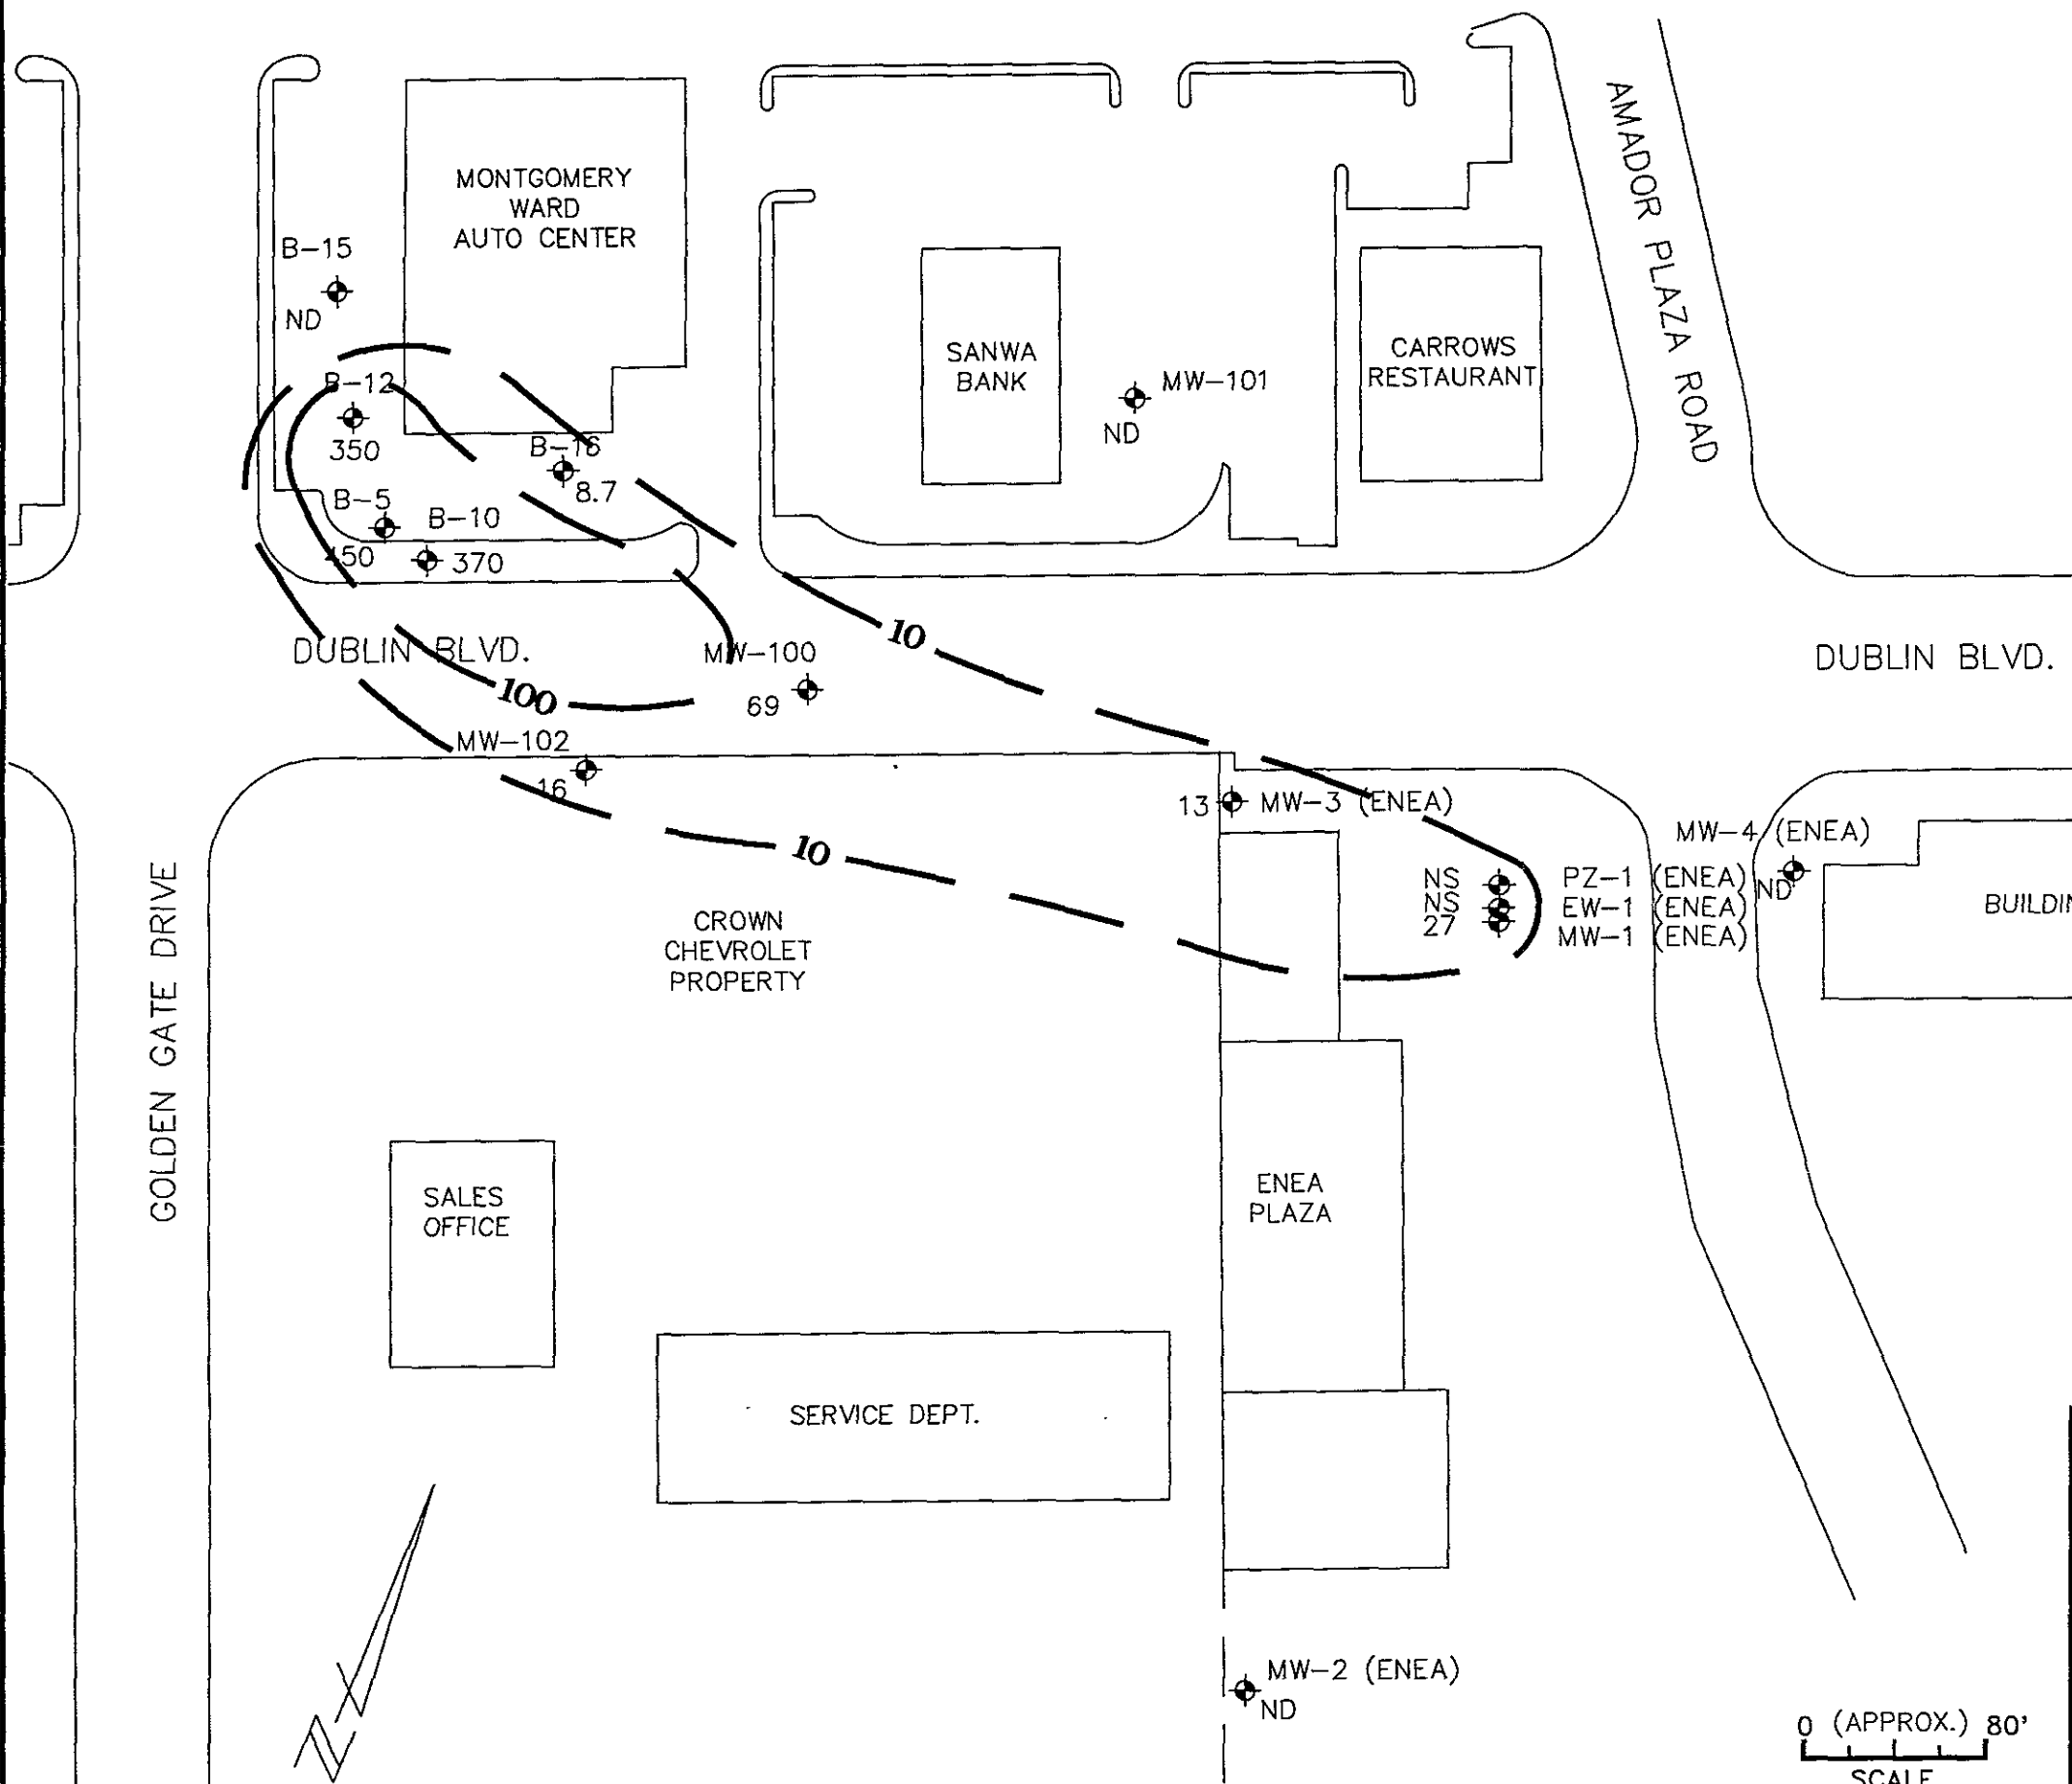 MONTGOMERY
WARD
AUTO CENTER
B-15
ND
B-12
350
B-16
8.7
B-5
B-10
370
SANWA
BANK
MW-101
ND
CARROWS
RESTAURANT
AMADOR PLAZA ROAD
DUBLIN BLVD.
100
MW-100
69
10
DUBLIN BLVD.
MW-102
16
10
13
MW-3 (ENEA)
MW-4 (ENEA)
ND
NS
PZ-1 (ENEA)
NS
EW-1 (ENEA)
27
MW-1 (ENEA)
BUILDIN
CROWN
CHEVROLET
PROPERTY
GOLDEN GATE DRIVE
SALES
OFFICE
ENEA
PLAZA
SERVICE DEPT.
MW-2 (ENEA)
ND
N
0 (APPROX.) 80'
SCALE